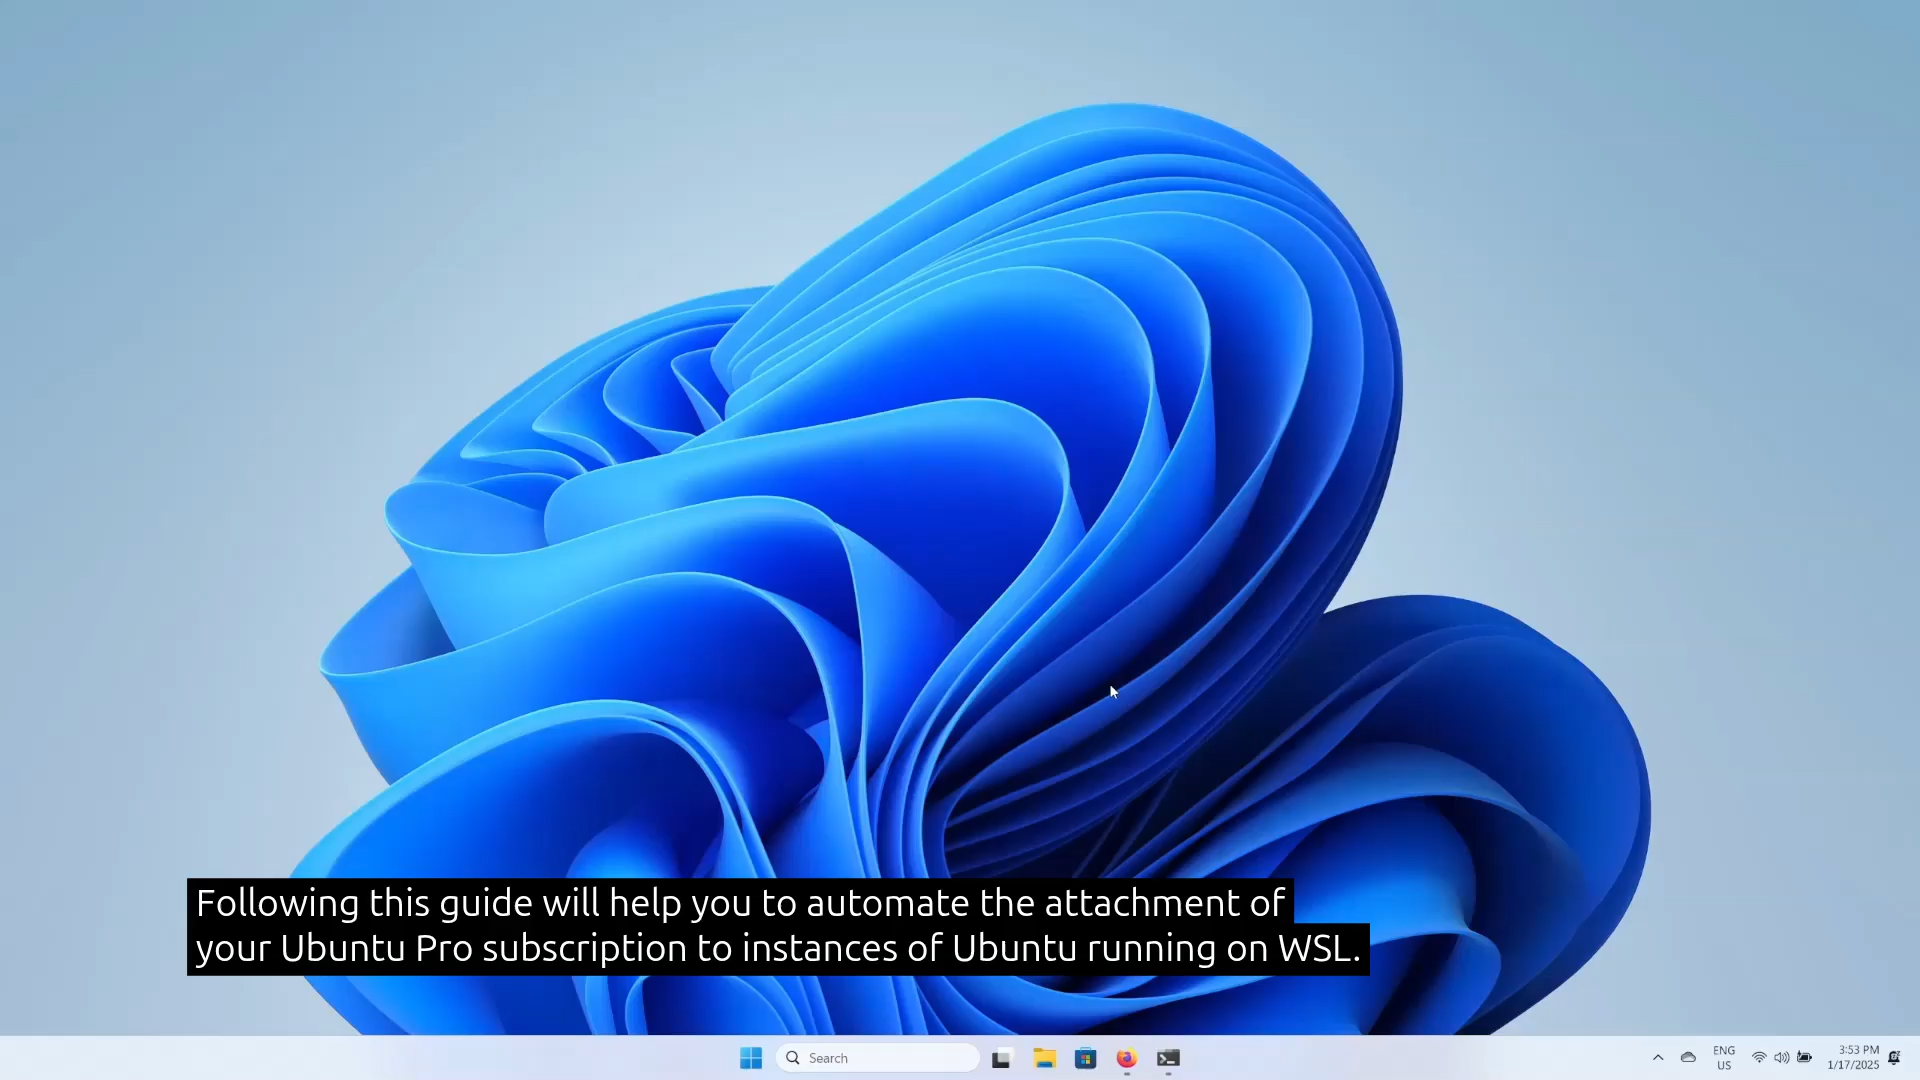 Following this guide will help you to automate the attachment of
your Ubuntu Pro subscription to instances of Ubuntu running on WSL.
Search
ENG
US
3:53 PM
1/17/2025